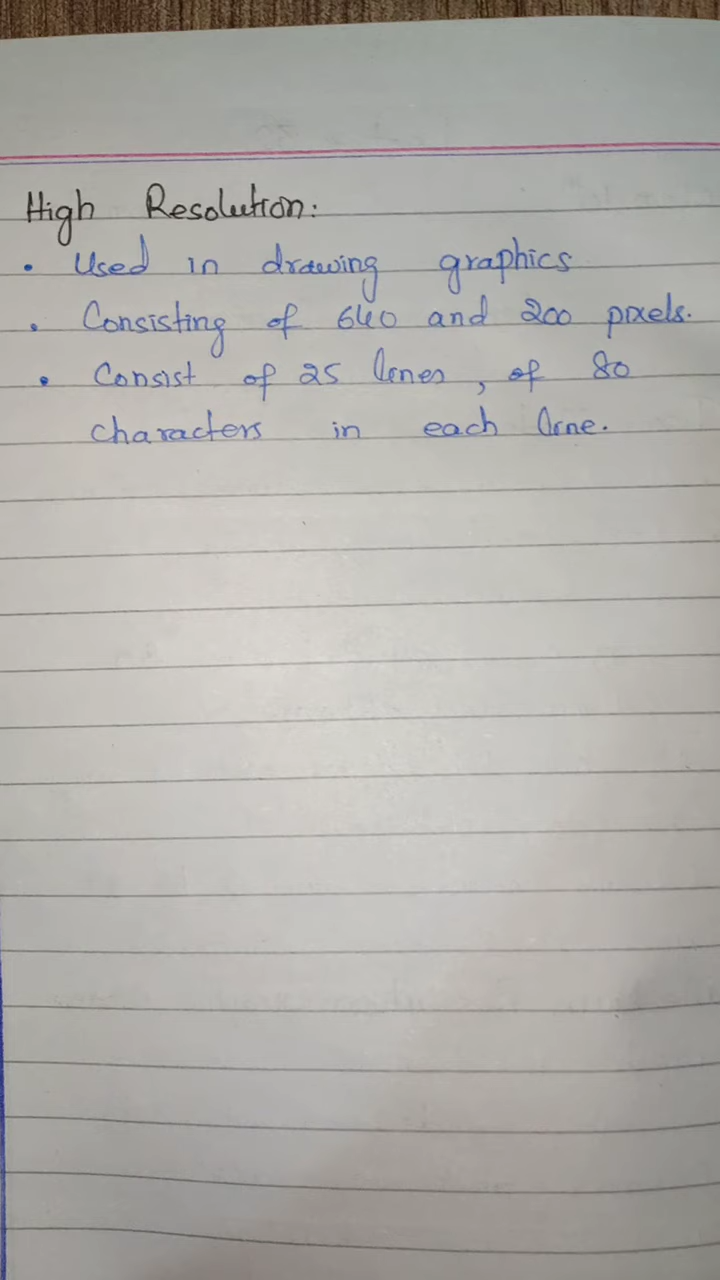 High Resolution:
• Used in drawing graphics
• Consisting of 640 and 200 pixels.
• Consist of 25 lines, of 80
characters in each line.